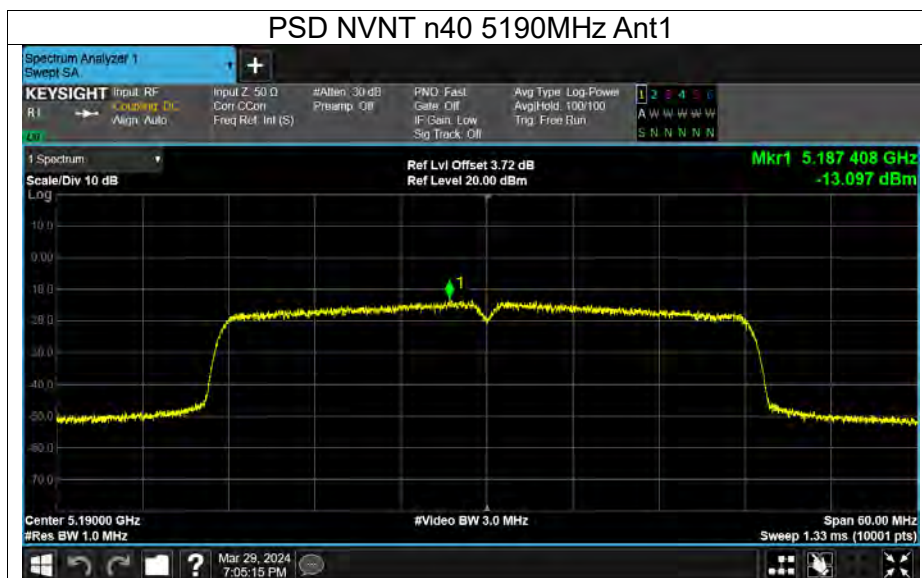 PSD NVNT n40 5190MHz Ant1
Spectrum Analyzer 1
Swept SA
+
KEYSIGHT Input: RF
Coupling: DC
Align: Auto
Input Z: 50 Ω
Corr CCorr
Freq Ref: Int (S)
#Atten: 30 dB
Preamp: Off
PNO: Fast
Gate: Off
IF Gain: Low
Sig Track: Off
Avg Type: Log-Power
Avg|Hold: 100/100
Trig: Free Run
1 2 3 4 5 6
A W W W W W
S N N N N N
1 Spectrum
Scale/Div 10 dB
Log
Ref Lvl Offset 3.72 dB
Ref Level 20.00 dBm
Mkr1 5.187 408 GHz
-13.097 dBm
10.0
0.00
-10.0
-20.0
-30.0
-40.0
-50.0
-60.0
-70.0
1
Center 5.19000 GHz
#Res BW 1.0 MHz
#Video BW 3.0 MHz
Span 60.00 MHz
Sweep 1.33 ms (10001 pts)
?
Mar 29, 2024
7:05:15 PM